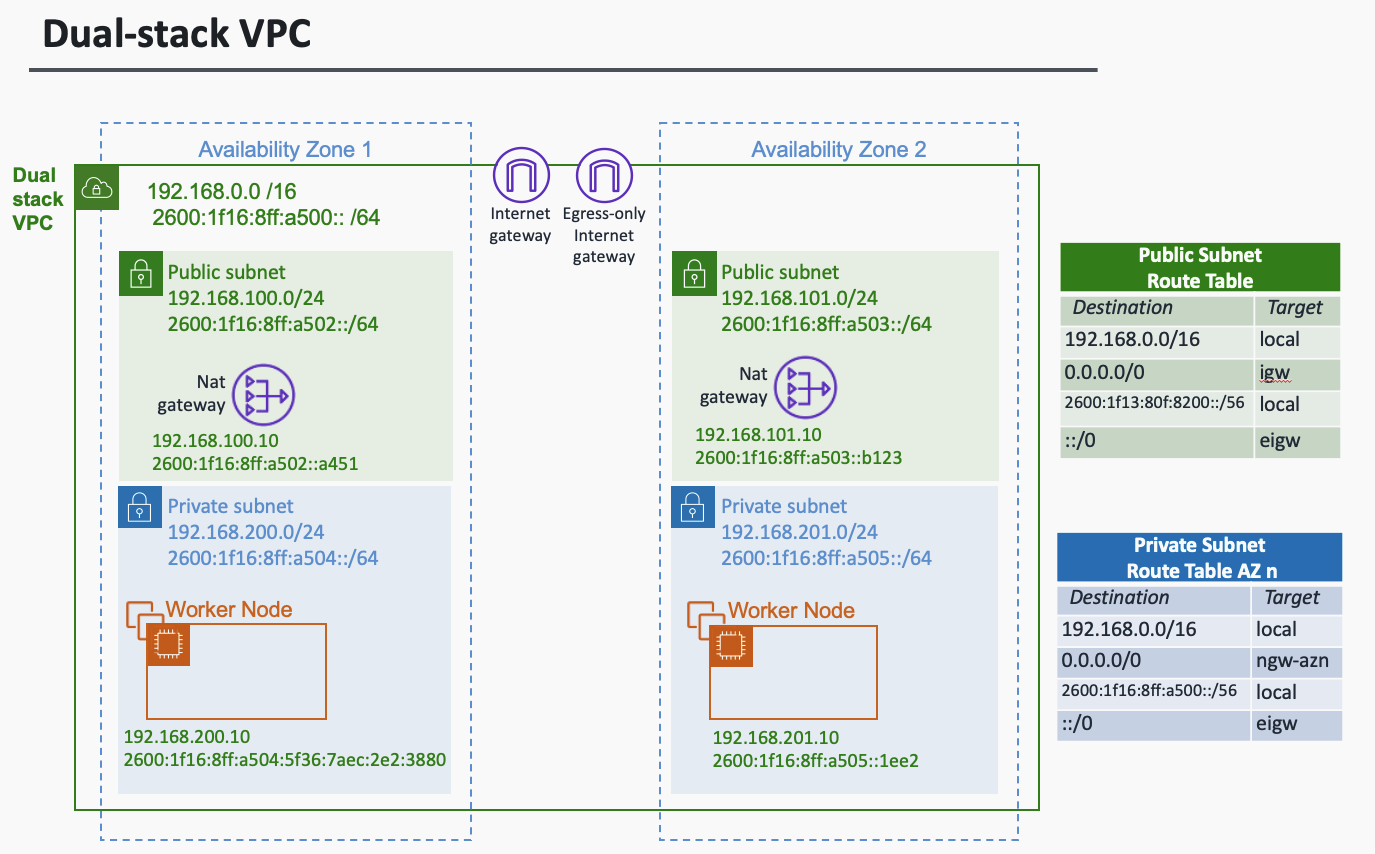 Dual-stack VPC
Availability Zone 1
Availability Zone 2
Dual
stack
VPC
192.168.0.0 /16
2600:1f16:8ff:a500:: /64
Internet
gateway
Egress-only
Internet
gateway
Public subnet
192.168.100.0/24
2600:1f16:8ff:a502::/64
Nat
gateway
192.168.100.10
2600:1f16:8ff:a502::a451
Public subnet
192.168.101.0/24
2600:1f16:8ff:a503::/64
Nat
gateway
192.168.101.10
2600:1f16:8ff:a503::b123
Private subnet
192.168.200.0/24
2600:1f16:8ff:a504::/64
Worker Node
192.168.200.10
2600:1f16:8ff:a504:5f36:7aec:2e2:3880
Private subnet
192.168.201.0/24
2600:1f16:8ff:a505::/64
Worker Node
192.168.201.10
2600:1f16:8ff:a505::1ee2
Public Subnet
Route Table
Destination Target
192.168.0.0/16 local
0.0.0.0/0 igw
2600:1f13:80f:8200::/56 local
::/0 eigw
Private Subnet
Route Table AZ n
Destination Target
192.168.0.0/16 local
0.0.0.0/0 ngw-azn
2600:1f16:8ff:a500::/56 local
::/0 eigw